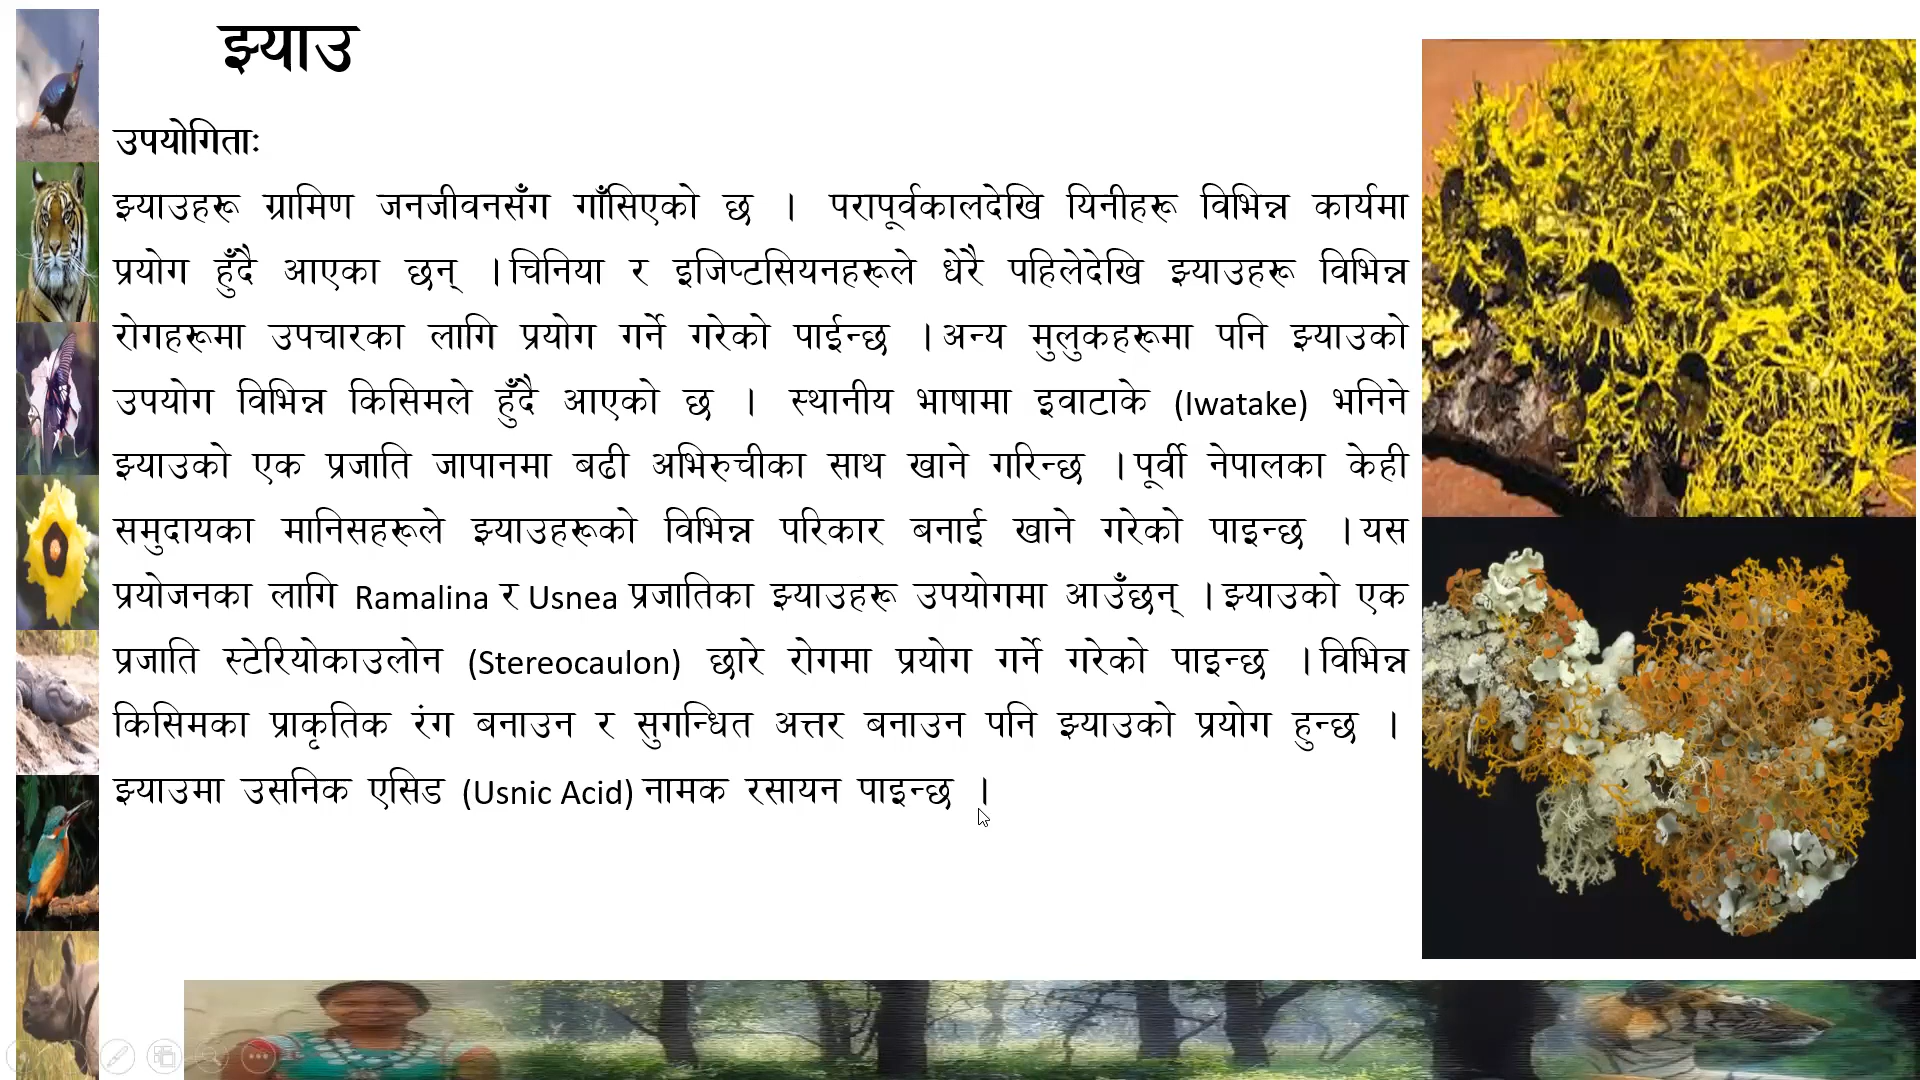 झ्याउ
उपयोगिताः
झ्याउहरू ग्रामिण जनजीवनसँग गाँसिएको छ । परापूर्वकालदेखि यिनीहरू विभिन्न कार्यमा
प्रयोग हुँदै आएका छन् । चिनिया र इजिप्टसियनहरूले धेरै पहिलेदेखि झ्याउहरू विभिन्न
रोगहरूमा उपचारका लागि प्रयोग गर्ने गरेको पाईन्छ । अन्य मुलुकहरूमा पनि झ्याउको
उपयोग विभिन्न किसिमले हुँदै आएको छ । स्थानीय भाषामा इवाटाके (Iwatake) भनिने
झ्याउको एक प्रजाति जापानमा बढी अभिरुचीका साथ खाने गरिन्छ । पूर्वी नेपालका केही
समुदायका मानिसहरूले झ्याउहरूको विभिन्न परिकार बनाई खाने गरेको पाइन्छ । यस
प्रयोजनका लागि Ramalina र Usnea प्रजातिका झ्याउहरू उपयोगमा आउँछन् । झ्याउको एक
प्रजाति स्टेरियोकाउलोन (Stereocaulon) छारे रोगमा प्रयोग गर्ने गरेको पाइन्छ । विभिन्न
किसिमका प्राकृतिक रंग बनाउन र सुगन्धित अत्तर बनाउन पनि झ्याउको प्रयोग हुन्छ ।
झ्याउमा उसनिक एसिड (Usnic Acid) नामक रसायन पाइन्छ ।